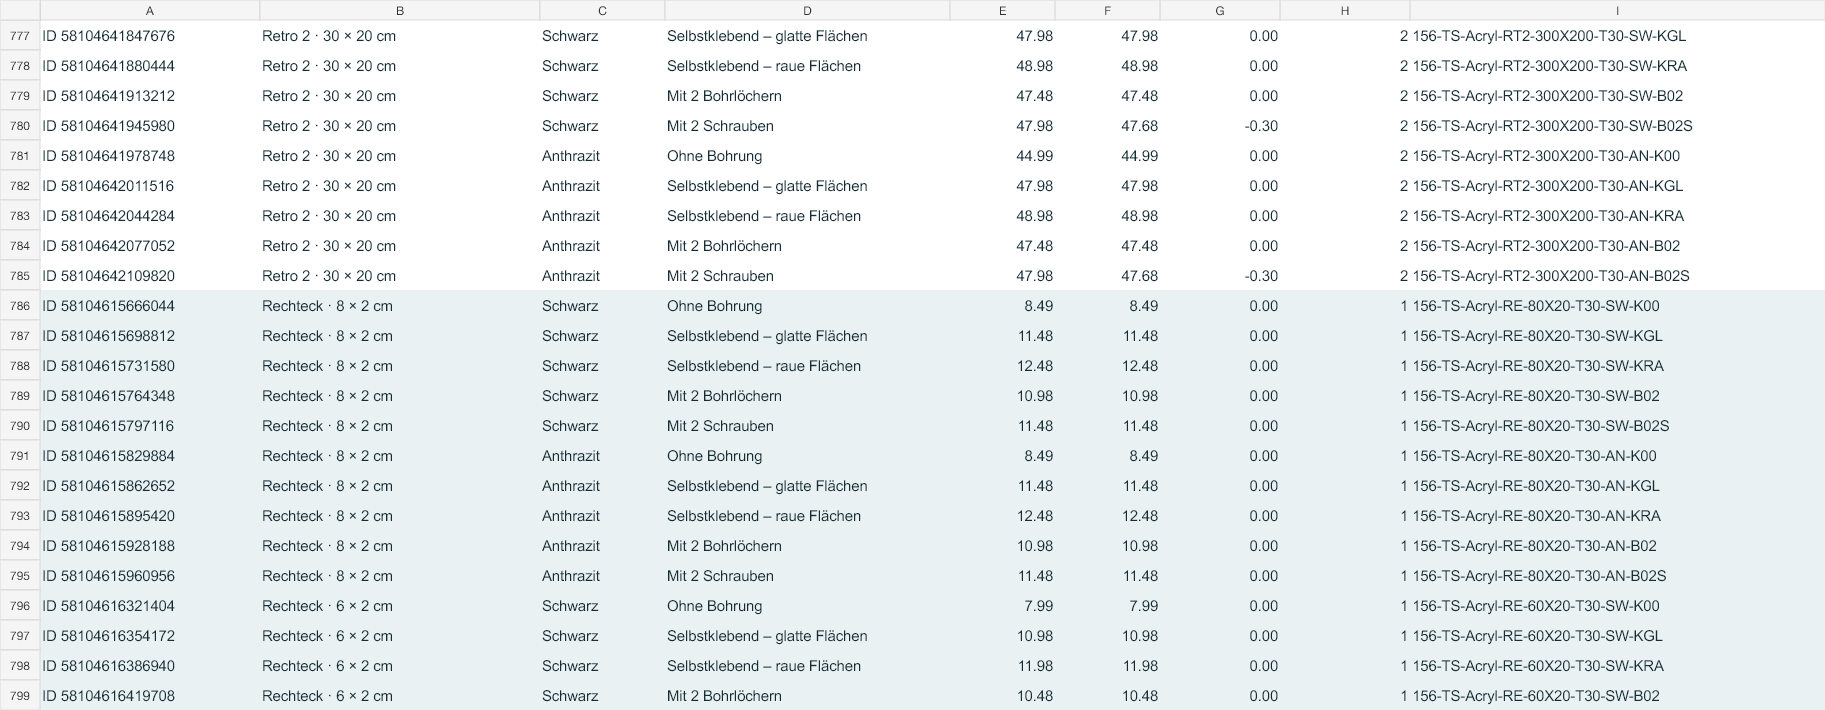 A B C D E F G H I
777 ID 58104641847676 Retro 2 · 30 × 20 cm Schwarz Selbstklebend – glatte Flächen 47.98 47.98 0.00 2 156-TS-Acryl-RT2-300X200-T30-SW-KGL
778 ID 58104641880444 Retro 2 · 30 × 20 cm Schwarz Selbstklebend – raue Flächen 48.98 48.98 0.00 2 156-TS-Acryl-RT2-300X200-T30-SW-KRA
779 ID 58104641913212 Retro 2 · 30 × 20 cm Schwarz Mit 2 Bohrlöchern 47.48 47.48 0.00 2 156-TS-Acryl-RT2-300X200-T30-SW-B02
780 ID 58104641945980 Retro 2 · 30 × 20 cm Schwarz Mit 2 Schrauben 47.98 47.68 -0.30 2 156-TS-Acryl-RT2-300X200-T30-SW-B02S
781 ID 58104641978748 Retro 2 · 30 × 20 cm Anthrazit Ohne Bohrung 44.99 44.99 0.00 2 156-TS-Acryl-RT2-300X200-T30-AN-K00
782 ID 58104642011516 Retro 2 · 30 × 20 cm Anthrazit Selbstklebend – glatte Flächen 47.98 47.98 0.00 2 156-TS-Acryl-RT2-300X200-T30-AN-KGL
783 ID 58104642044284 Retro 2 · 30 × 20 cm Anthrazit Selbstklebend – raue Flächen 48.98 48.98 0.00 2 156-TS-Acryl-RT2-300X200-T30-AN-KRA
784 ID 58104642077052 Retro 2 · 30 × 20 cm Anthrazit Mit 2 Bohrlöchern 47.48 47.48 0.00 2 156-TS-Acryl-RT2-300X200-T30-AN-B02
785 ID 58104642109820 Retro 2 · 30 × 20 cm Anthrazit Mit 2 Schrauben 47.98 47.68 -0.30 2 156-TS-Acryl-RT2-300X200-T30-AN-B02S
786 ID 58104615666044 Rechteck · 8 × 2 cm Schwarz Ohne Bohrung 8.49 8.49 0.00 1 156-TS-Acryl-RE-80X20-T30-SW-K00
787 ID 58104615698812 Rechteck · 8 × 2 cm Schwarz Selbstklebend – glatte Flächen 11.48 11.48 0.00 1 156-TS-Acryl-RE-80X20-T30-SW-KGL
788 ID 58104615731580 Rechteck · 8 × 2 cm Schwarz Selbstklebend – raue Flächen 12.48 12.48 0.00 1 156-TS-Acryl-RE-80X20-T30-SW-KRA
789 ID 58104615764348 Rechteck · 8 × 2 cm Schwarz Mit 2 Bohrlöchern 10.98 10.98 0.00 1 156-TS-Acryl-RE-80X20-T30-SW-B02
790 ID 58104615797116 Rechteck · 8 × 2 cm Schwarz Mit 2 Schrauben 11.48 11.48 0.00 1 156-TS-Acryl-RE-80X20-T30-SW-B02S
791 ID 58104615829884 Rechteck · 8 × 2 cm Anthrazit Ohne Bohrung 8.49 8.49 0.00 1 156-TS-Acryl-RE-80X20-T30-AN-K00
792 ID 58104615862652 Rechteck · 8 × 2 cm Anthrazit Selbstklebend – glatte Flächen 11.48 11.48 0.00 1 156-TS-Acryl-RE-80X20-T30-AN-KGL
793 ID 58104615895420 Rechteck · 8 × 2 cm Anthrazit Selbstklebend – raue Flächen 12.48 12.48 0.00 1 156-TS-Acryl-RE-80X20-T30-AN-KRA
794 ID 58104615928188 Rechteck · 8 × 2 cm Anthrazit Mit 2 Bohrlöchern 10.98 10.98 0.00 1 156-TS-Acryl-RE-80X20-T30-AN-B02
795 ID 58104615960956 Rechteck · 8 × 2 cm Anthrazit Mit 2 Schrauben 11.48 11.48 0.00 1 156-TS-Acryl-RE-80X20-T30-AN-B02S
796 ID 58104616321404 Rechteck · 6 × 2 cm Schwarz Ohne Bohrung 7.99 7.99 0.00 1 156-TS-Acryl-RE-60X20-T30-SW-K00
797 ID 58104616354172 Rechteck · 6 × 2 cm Schwarz Selbstklebend – glatte Flächen 10.98 10.98 0.00 1 156-TS-Acryl-RE-60X20-T30-SW-KGL
798 ID 58104616386940 Rechteck · 6 × 2 cm Schwarz Selbstklebend – raue Flächen 11.98 11.98 0.00 1 156-TS-Acryl-RE-60X20-T30-SW-KRA
799 ID 58104616419708 Rechteck · 6 × 2 cm Schwarz Mit 2 Bohrlöchern 10.48 10.48 0.00 1 156-TS-Acryl-RE-60X20-T30-SW-B02